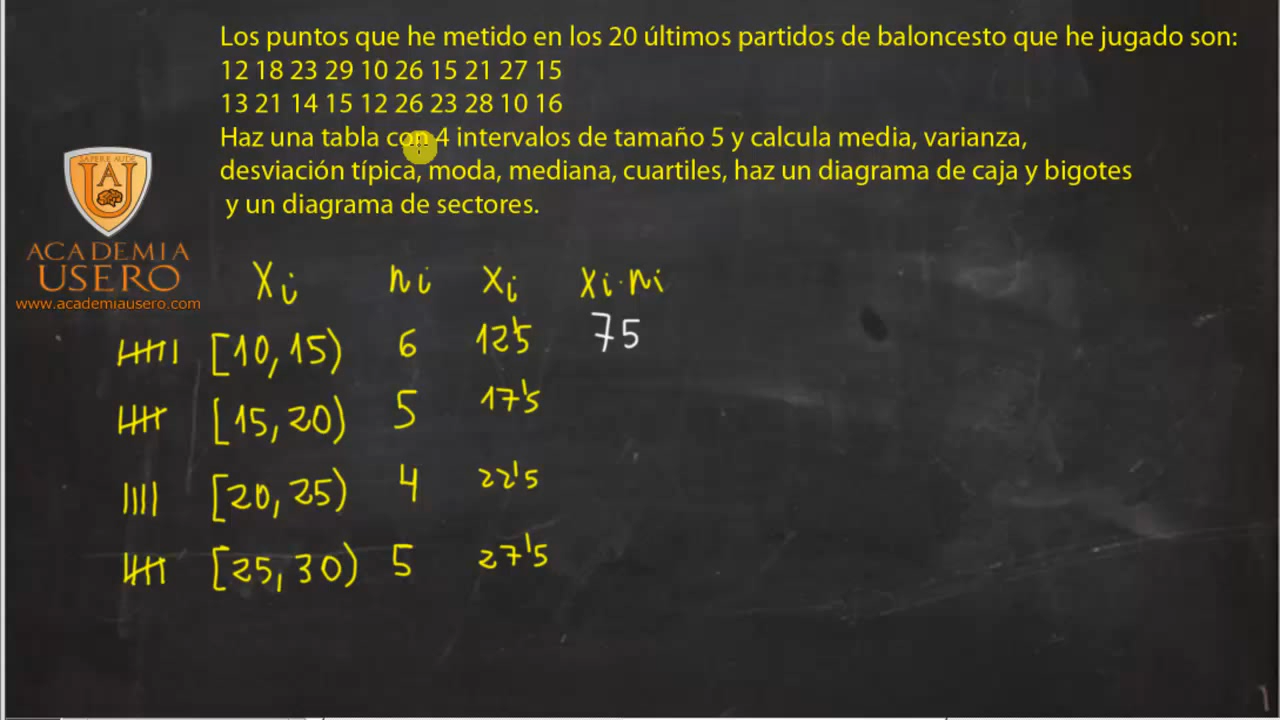 Los puntos que he metido en los 20 últimos partidos de baloncesto que he jugado son:
12 18 23 29 10 26 15 21 27 15
13 21 14 15 12 26 23 28 10 16
Haz una tabla con 4 intervalos de tamaño 5 y calcula media, varianza,
desviación típica, moda, mediana, cuartiles, haz un diagrama de caja y bigotes
y un diagrama de sectores.
SAPERE AUDE
UA
ACADEMIA
USERO
www.academiausero.com
Xi ni xi xi·ni
[10, 15) 6 12'5 75
[15, 20) 5 17'5
[20, 25) 4 22'5
[25, 30) 5 27'5